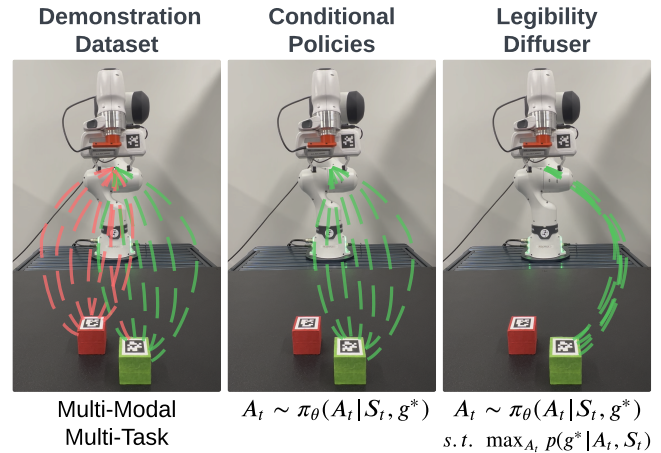 Demonstration
Dataset
Conditional
Policies
Legibility
Diffuser
Multi-Modal
Multi-Task
A_t ∼ π_θ(A_t|S_t, g*)
A_t ∼ π_θ(A_t|S_t, g*)
s.t. max_{A_t} p(g*|A_t, S_t)